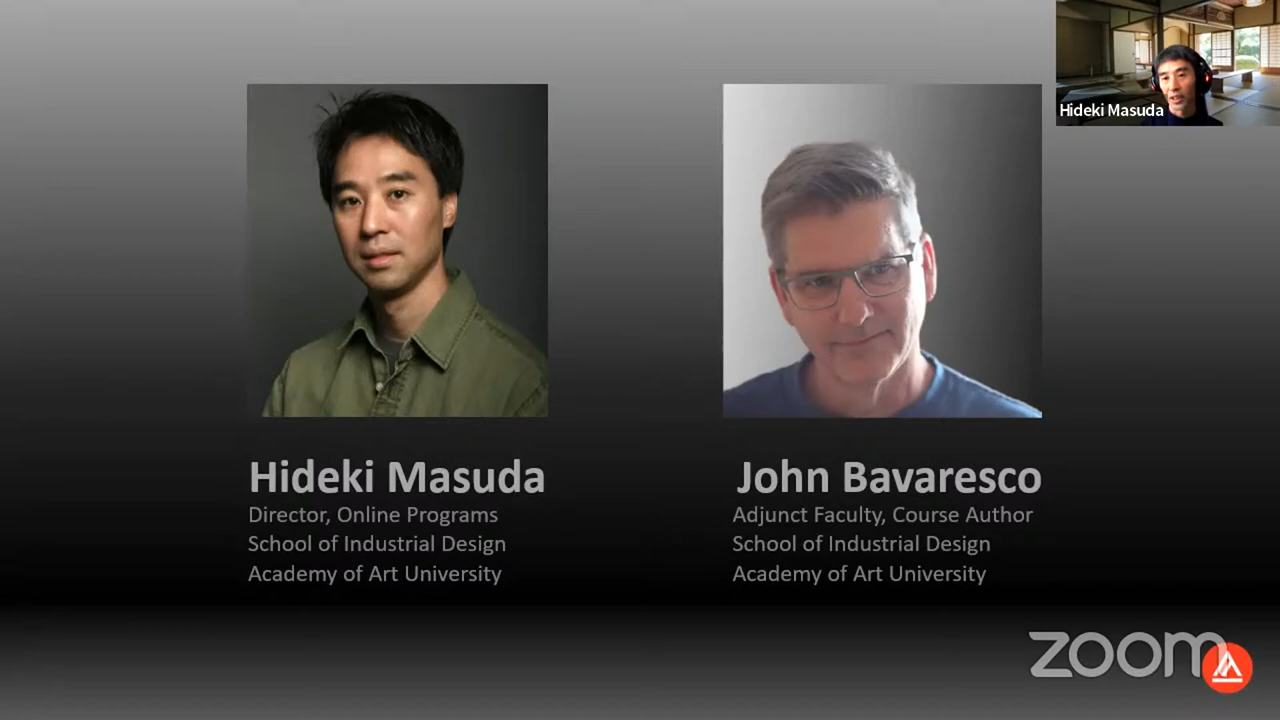 Hideki Masuda
Hideki Masuda
Director, Online Programs
School of Industrial Design
Academy of Art University
John Bavaresco
Adjunct Faculty, Course Author
School of Industrial Design
Academy of Art University
zoom